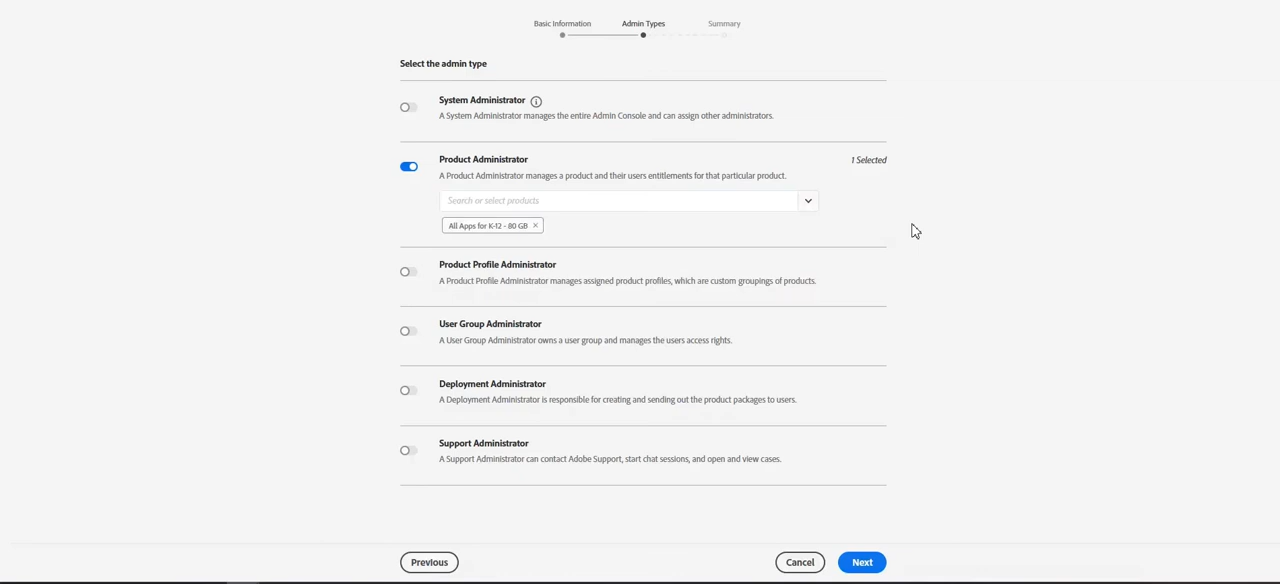 Basic Information Admin Types Summary
Select the admin type
System Administrator
A System Administrator manages the entire Admin Console and can assign other administrators.
Product Administrator 1 Selected
A Product Administrator manages a product and their users entitlements for that particular product.
Search or select products
All Apps for K-12 - 80 GB ×
Product Profile Administrator
A Product Profile Administrator manages assigned product profiles, which are custom groupings of products.
User Group Administrator
A User Group Administrator owns a user group and manages the users access rights.
Deployment Administrator
A Deployment Administrator is responsible for creating and sending out the product packages to users.
Support Administrator
A Support Administrator can contact Adobe Support, start chat sessions, and open and view cases.
Previous Cancel Next